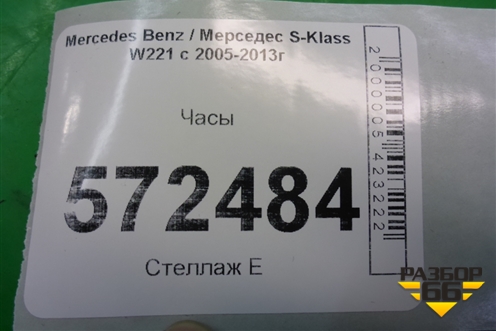 Mercedes Benz / Мерседес S-Klass
W221 с 2005-2013г
Часы
572484
Стеллаж Е
2000005423222
РАЗБОР
66